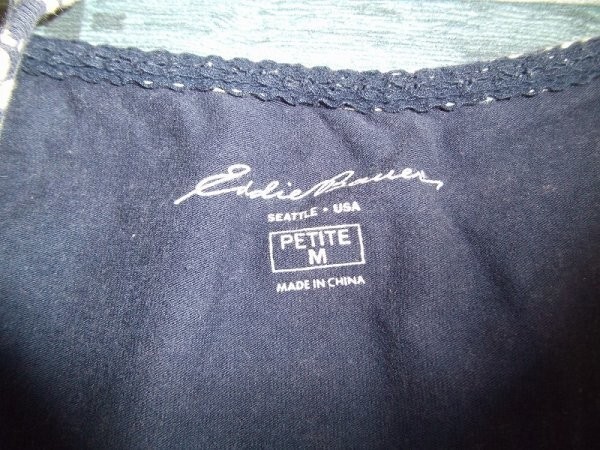 Eddie Bauer
SEATTLE • USA
PETITE
M
MADE IN CHINA